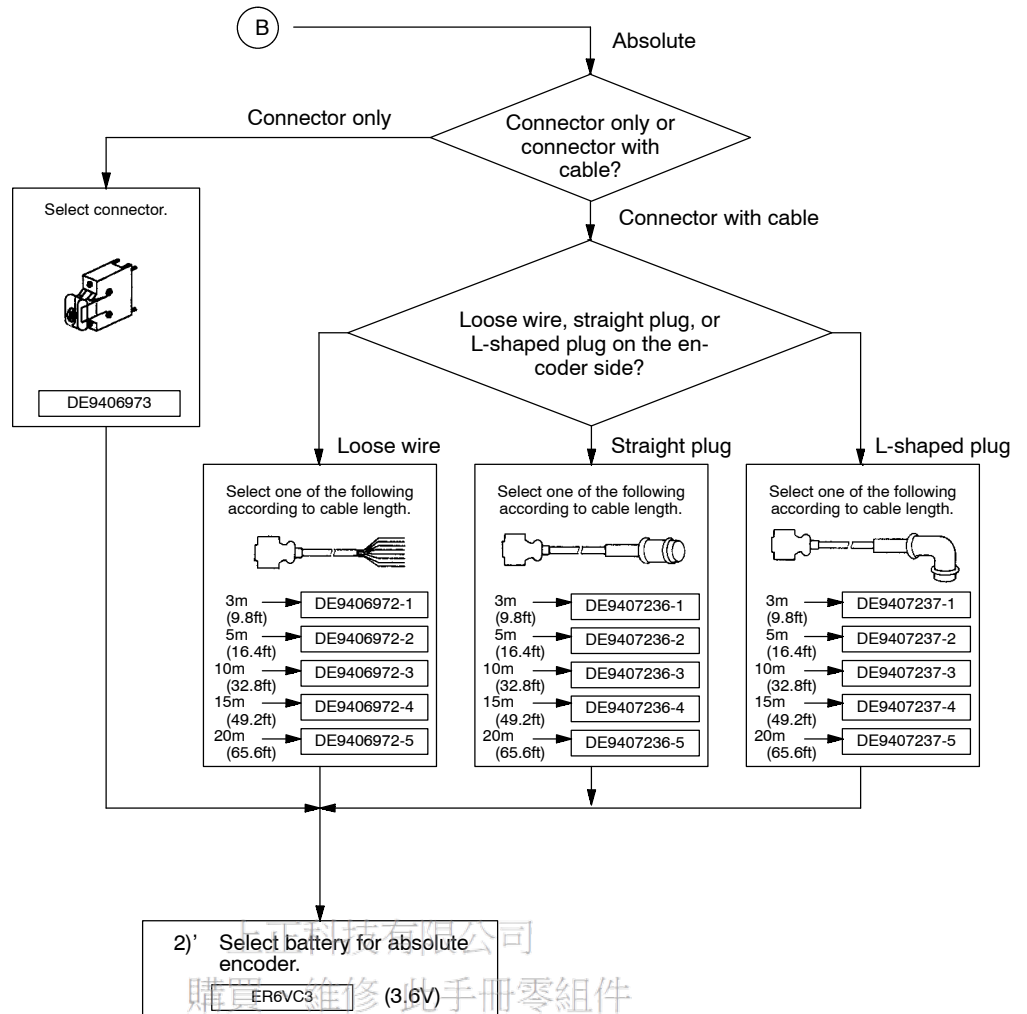 B
Absolute
Connector only
Connector only or
connector with
cable?
Select connector.
DE9406973
Connector with cable
Loose wire, straight plug, or
L-shaped plug on the en-
coder side?
Loose wire
Select one of the following
according to cable length.
3m
(9.8ft)
DE9406972-1
5m
(16.4ft)
DE9406972-2
10m
(32.8ft)
DE9406972-3
15m
(49.2ft)
DE9406972-4
20m
(65.6ft)
DE9406972-5
Straight plug
Select one of the following
according to cable length.
3m
(9.8ft)
DE9407236-1
5m
(16.4ft)
DE9407236-2
10m
(32.8ft)
DE9407236-3
15m
(49.2ft)
DE9407236-4
20m
(65.6ft)
DE9407236-5
L-shaped plug
Select one of the following
according to cable length.
3m
(9.8ft)
DE9407237-1
5m
(16.4ft)
DE9407237-2
10m
(32.8ft)
DE9407237-3
15m
(49.2ft)
DE9407237-4
20m
(65.6ft)
DE9407237-5
上正科技有限公司
2)’ Select battery for absolute
encoder.
ER6VC3 (3.6V)
購買、維修 此手冊零組件